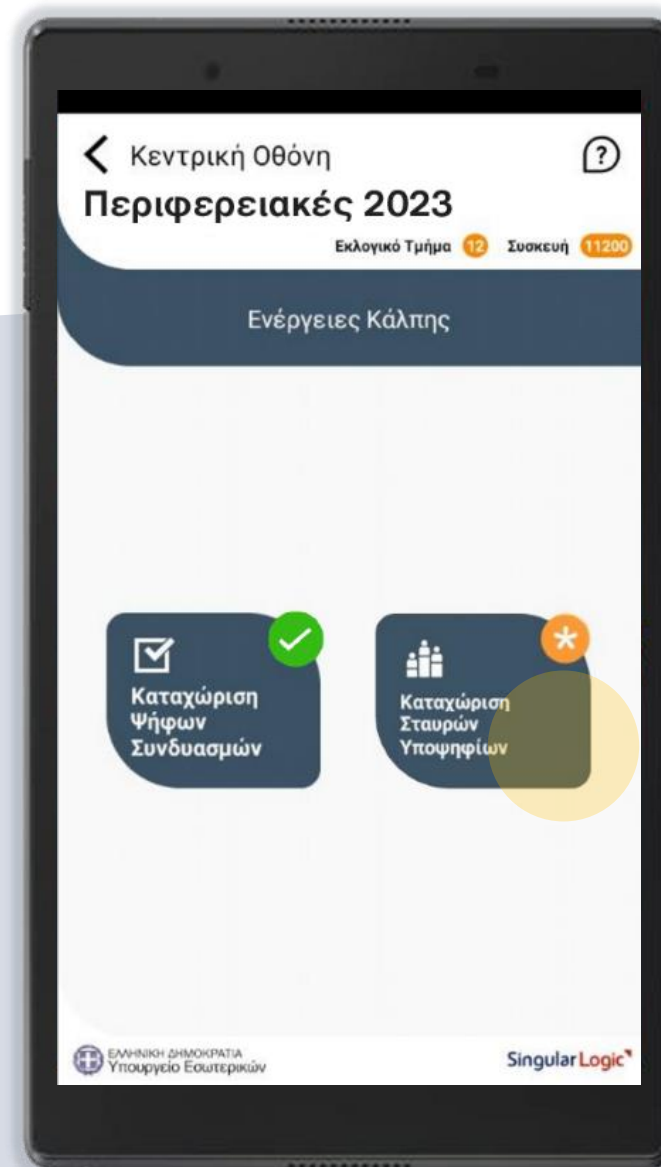 Κεντρική Οθόνη
?
Περιφερειακές 2023
Εκλογικό Τμήμα 12 Συσκευή 11200
Ενέργειες Κάλπης
Καταχώριση
Ψήφων
Συνδυασμών
Καταχώριση
Σταυρών
Υποψηφίων
ΕΛΛΗΝΙΚΗ ΔΗΜΟΚΡΑΤΙΑ
Υπουργείο Εσωτερικών
SingularLogic